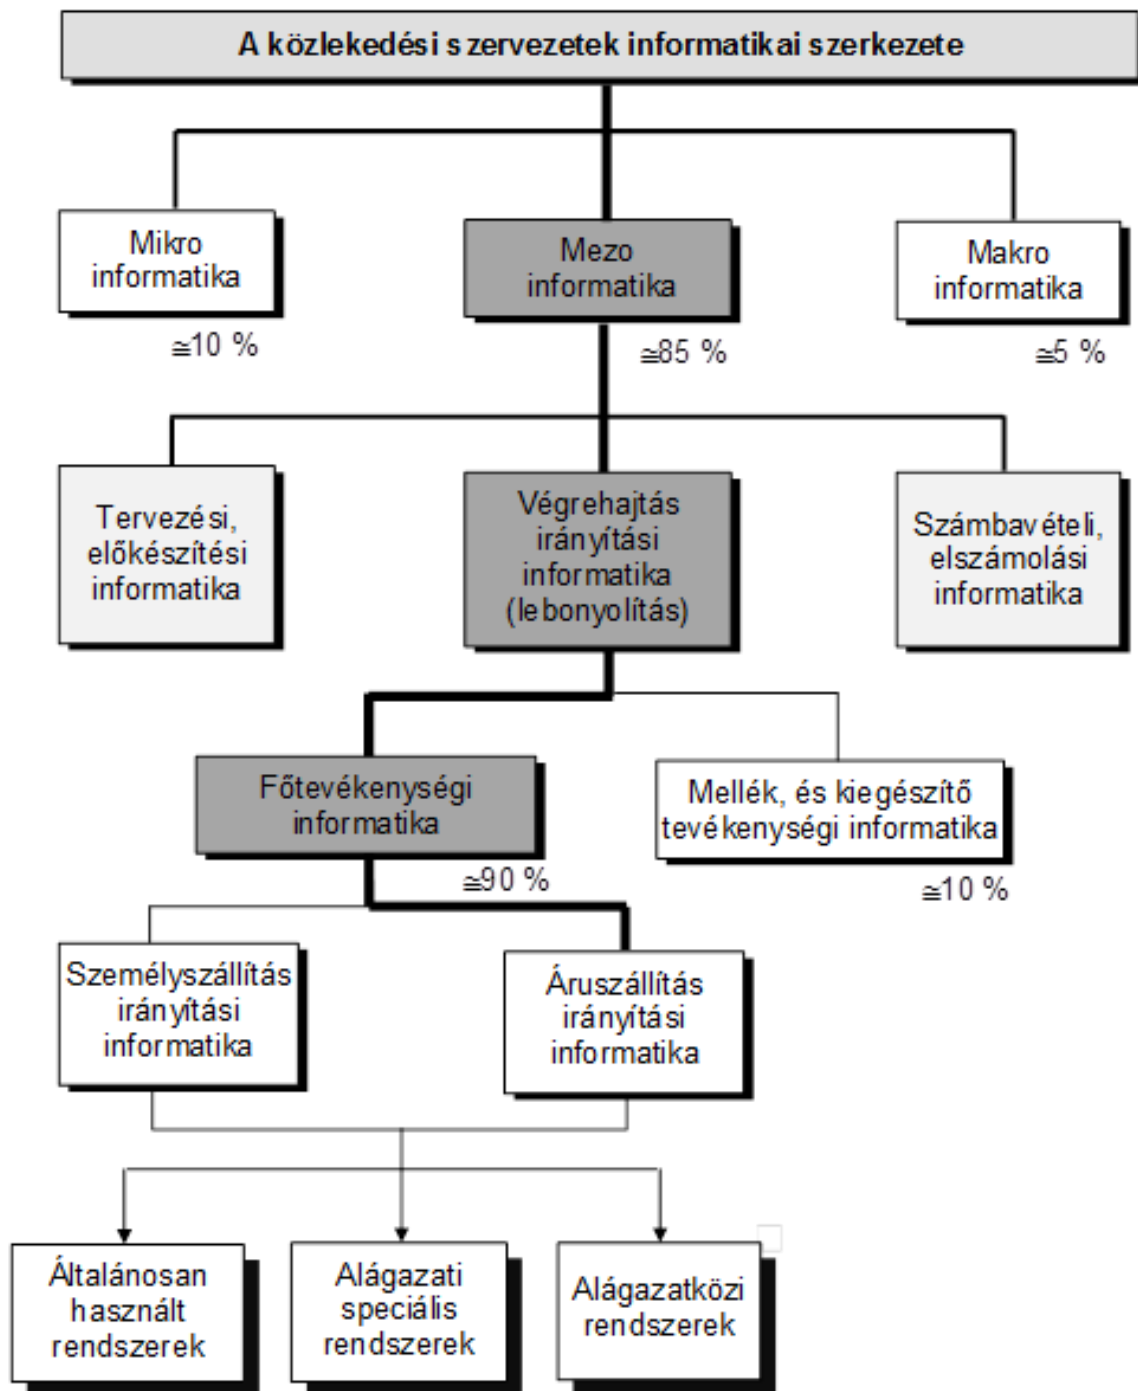 A közlekedési szervezetek informatikai szerkezete
Mikro
informatika
≅10 %
Mezo
informatika
≅85 %
Makro
informatika
≅5 %
Tervezési,
előkészítési
informatika
Végrehajtás
irányítási
informatika
(lebonyolítás)
Számbavételi,
elszámolási
informatika
Főtevékenységi
informatika
≅90 %
Mellék, és kiegészítő
tevékenységi informatika
≅10 %
Személyszállítás
irányítási
informatika
Áruszállítás
irányítási
informatika
Általánosan
használt
rendszerek
Alágazati
speciális
rendszerek
Alágazatközi
rendszerek